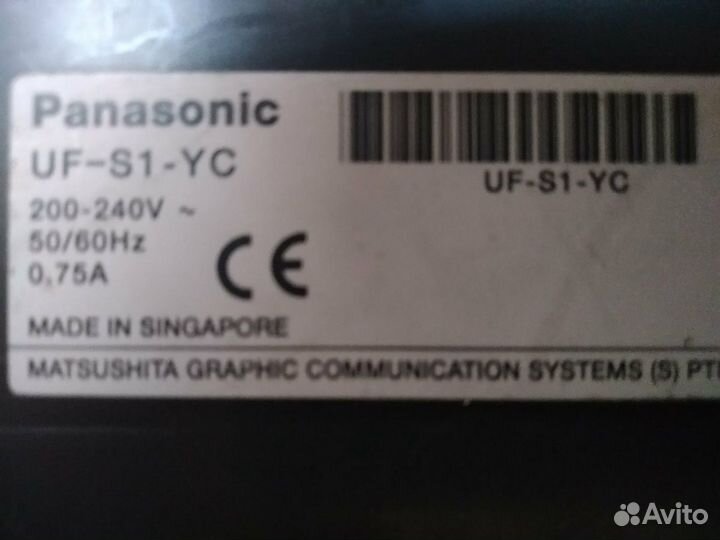 Panasonic
UF-S1-YC
UF-S1-YC
200-240V ~
50/60Hz
0,75A
CE
MADE IN SINGAPORE
MATSUSHITA GRAPHIC COMMUNICATION SYSTEMS (S) PTE
Avito